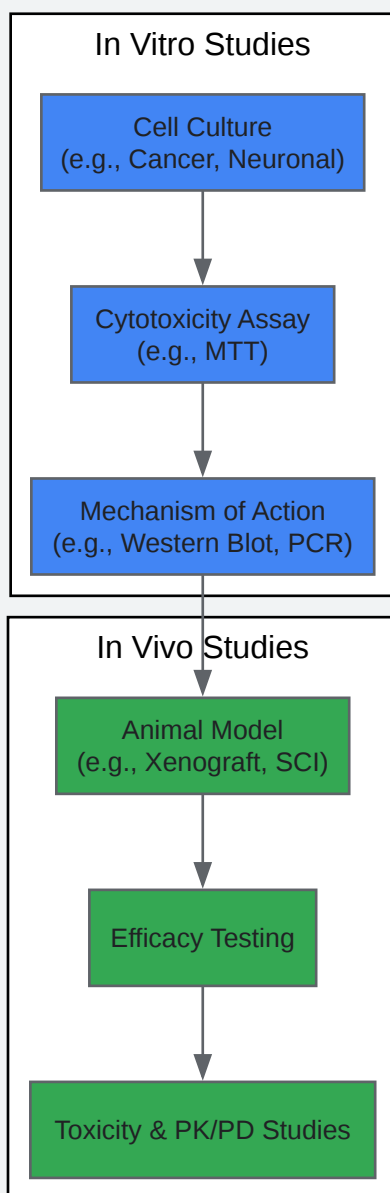 In Vitro Studies
Cell Culture
(e.g., Cancer, Neuronal)
Cytotoxicity Assay
(e.g., MTT)
Mechanism of Action
(e.g., Western Blot, PCR)
In Vivo Studies
Animal Model
(e.g., Xenograft, SCI)
Efficacy Testing
Toxicity & PK/PD Studies